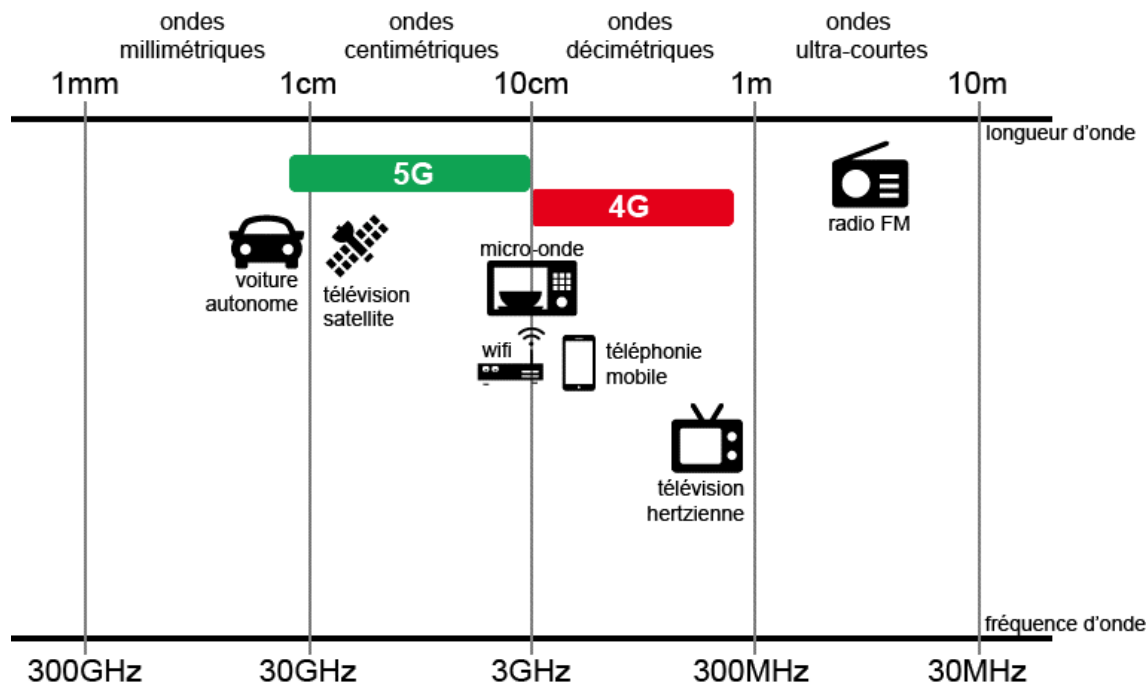 ondes
millimétriques
ondes
centimétriques
ondes
décimétriques
ondes
ultra-courtes
1mm 1cm 10cm 1m 10m
longueur d'onde
5G
4G
radio FM
micro-onde
voiture
autonome
télévision
satellite
wifi
téléphonie
mobile
télévision
hertzienne
fréquence d'onde
300GHz 30GHz 3GHz 300MHz 30MHz